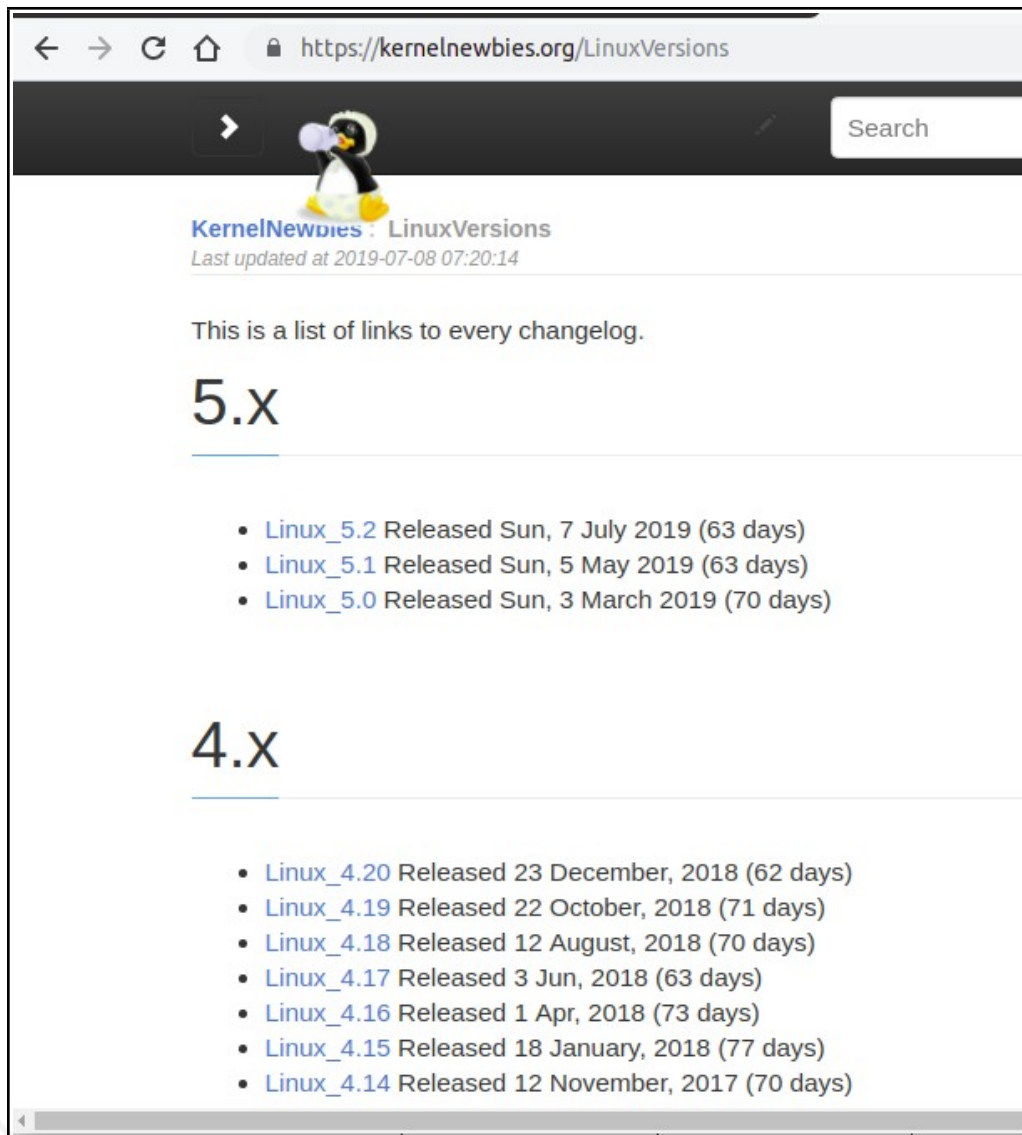 https://kernelnewbies.org/LinuxVersions
Search
KernelNewbies : LinuxVersions
Last updated at 2019-07-08 07:20:14
This is a list of links to every changelog.
5.x
Linux_5.2 Released Sun, 7 July 2019 (63 days)
Linux_5.1 Released Sun, 5 May 2019 (63 days)
Linux_5.0 Released Sun, 3 March 2019 (70 days)
4.x
Linux_4.20 Released 23 December, 2018 (62 days)
Linux_4.19 Released 22 October, 2018 (71 days)
Linux_4.18 Released 12 August, 2018 (70 days)
Linux_4.17 Released 3 Jun, 2018 (63 days)
Linux_4.16 Released 1 Apr, 2018 (73 days)
Linux_4.15 Released 18 January, 2018 (77 days)
Linux_4.14 Released 12 November, 2017 (70 days)